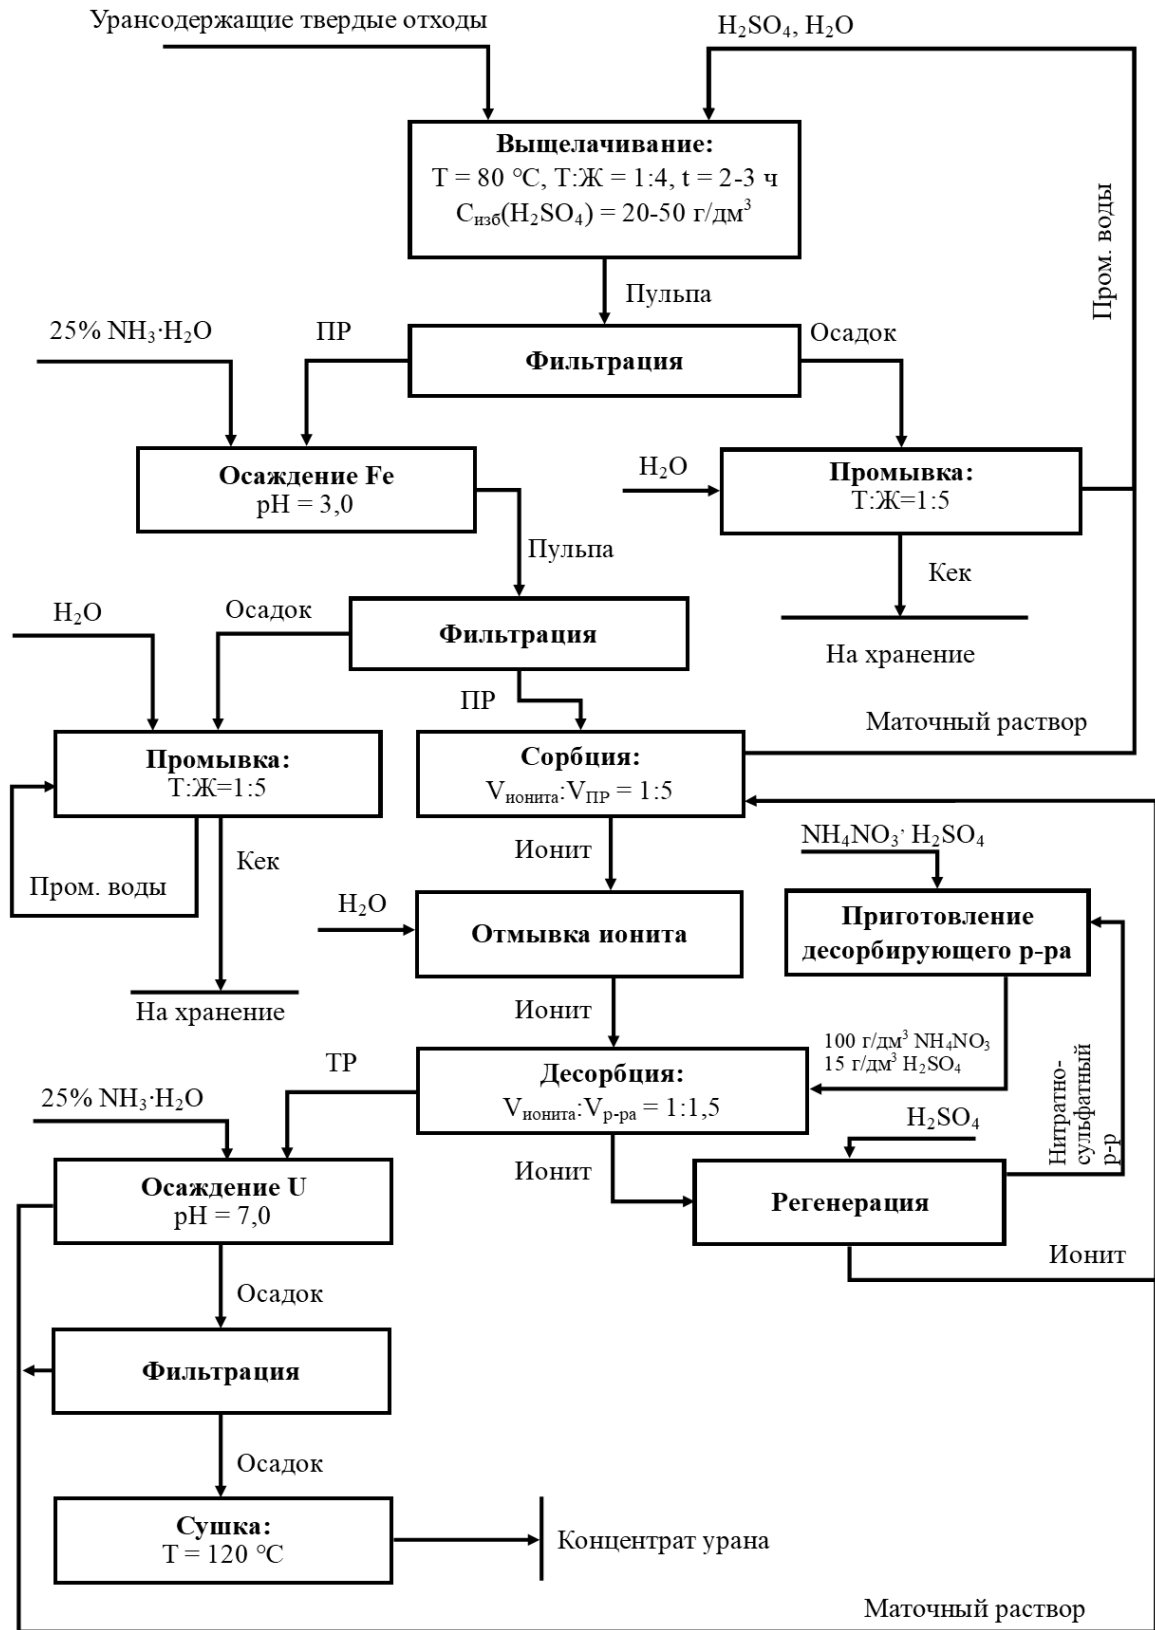 Урансодержащие твердые отходы
H₂SO₄, H₂O
Выщелачивание:
T = 80 °C, Т:Ж = 1:4, t = 2-3 ч
Cизб(H₂SO₄) = 20-50 г/дм³
Пром. воды
Пульпа
25% NH₃·H₂O
ПР
Фильтрация
Осадок
Осаждение Fe
pH = 3,0
H₂O
Промывка:
Т:Ж=1:5
Пульпа
Кек
На хранение
H₂O
Осадок
Фильтрация
ПР
Маточный раствор
Промывка:
Т:Ж=1:5
Сорбция:
Vионита:VПР = 1:5
Пром. воды
Кек
Ионит
NH₄NO₃, H₂SO₄
H₂O
Отмывка ионита
Приготовление
десорбирующего р-ра
На хранение
Ионит
100 г/дм³ NH₄NO₃
15 г/дм³ H₂SO₄
Нитратно-
сульфатный
р-р
ТР
Десорбция:
Vионита:Vр-ра = 1:1,5
25% NH₃·H₂O
H₂SO₄
Ионит
Осаждение U
pH = 7,0
Регенерация
Ионит
Осадок
Фильтрация
Осадок
Сушка:
T = 120 °C
Концентрат урана
Маточный раствор